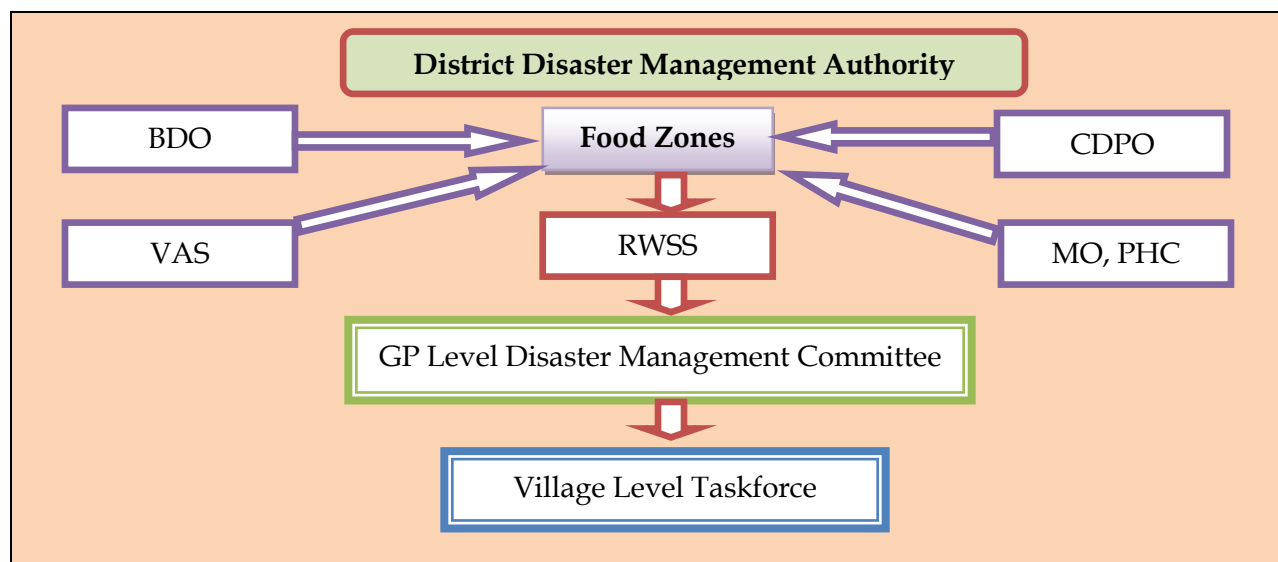 District Disaster Management Authority
BDO
Food Zones
CDPO
VAS
RWSS
MO, PHC
GP Level Disaster Management Committee
Village Level Taskforce